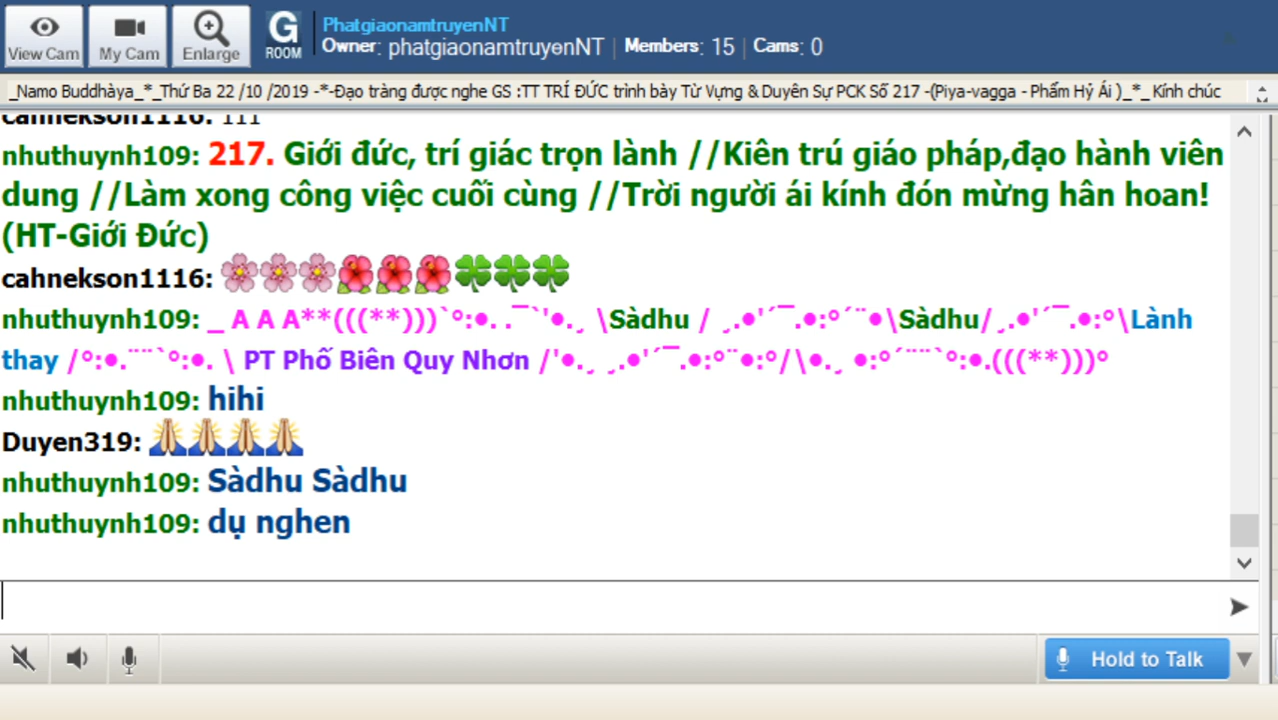 View Cam
My Cam
Enlarge
G
ROOM
PhatgiaonamtruyenNT
Owner: phatgiaonamtruyenNT | Members: 15 | Cams: 0
_Namo Buddhàya_*_Thứ Ba 22 /10 /2019 -*-Đạo tràng được nghe GS :TT TRÍ ĐỨC trình bày Từ Vựng & Duyên Sự PCK Số 217 -(Piya-vagga - Phẩm Hỷ Ái )_*_ Kính chúc
cahnekson1116: 111
nhuthuynh109: 217. Giới đức, trí giác trọn lành //Kiên trú giáo pháp,đạo hành viên
dung //Làm xong công việc cuối cùng //Trời người ái kính đón mừng hân hoan!
(HT-Giới Đức)
cahnekson1116: 🌸🌸🌸🌺🌺🌺🍀🍀🍀
nhuthuynh109: _ A A A**(((**)))`°:●. .¯`'●.¸ \Sàdhu / ¸.●'´¯.●:°´¨●\Sàdhu/¸.●'´¯.●:°\Lành
thay /°:●.¨¨`°:●. \ PT Phố Biên Quy Nhơn /'●.¸ ¸.●'´¯.●:°¨●:°/\●.¸ ●:°´¨¨`°:●.(((**)))°
nhuthuynh109: hihi
Duyen319: 🙏🙏🙏🙏
nhuthuynh109: Sàdhu Sàdhu
nhuthuynh109: dụ nghen
Hold to Talk